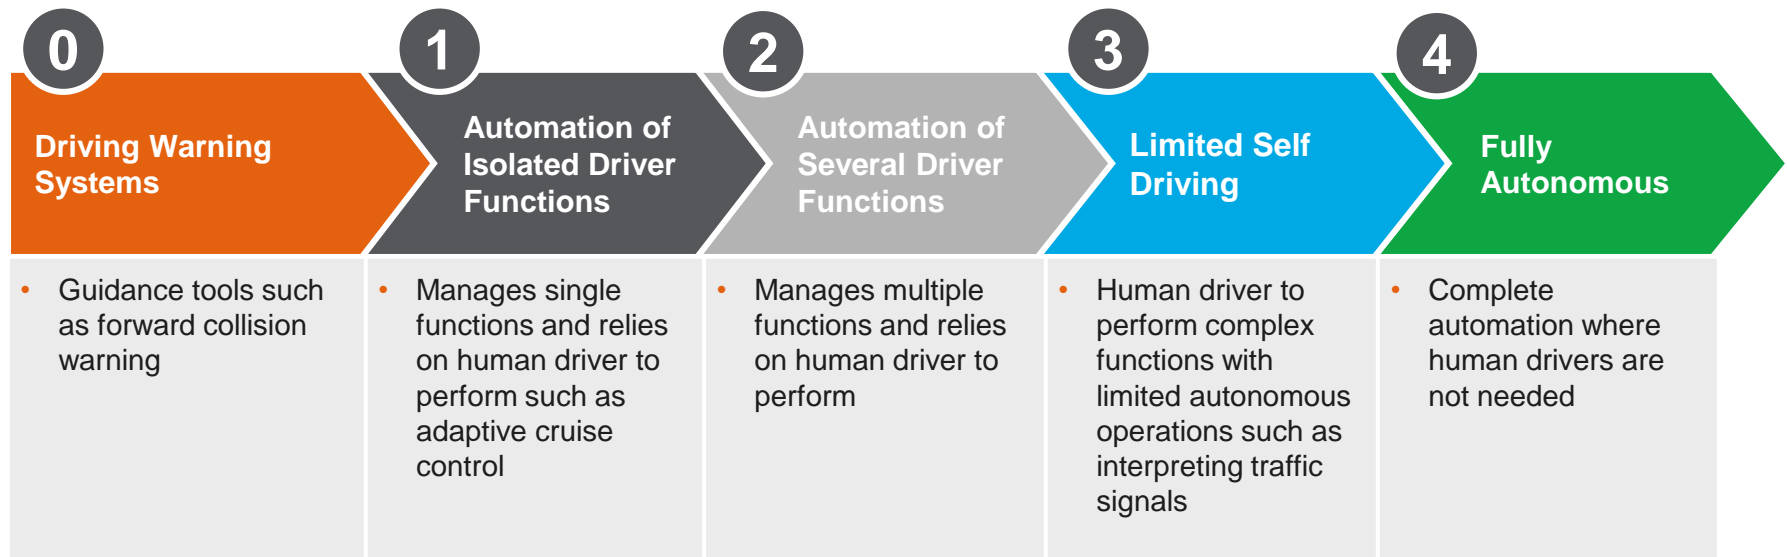 0
Driving Warning
Systems
• Guidance tools such
as forward collision
warning
1
Automation of
Isolated Driver
Functions
• Manages single
functions and relies
on human driver to
perform such as
adaptive cruise
control
2
Automation of
Several Driver
Functions
• Manages multiple
functions and relies
on human driver to
perform
3
Limited Self
Driving
• Human driver to
perform complex
functions with
limited autonomous
operations such as
interpreting traffic
signals
4
Fully
Autonomous
• Complete
automation where
human drivers are
not needed